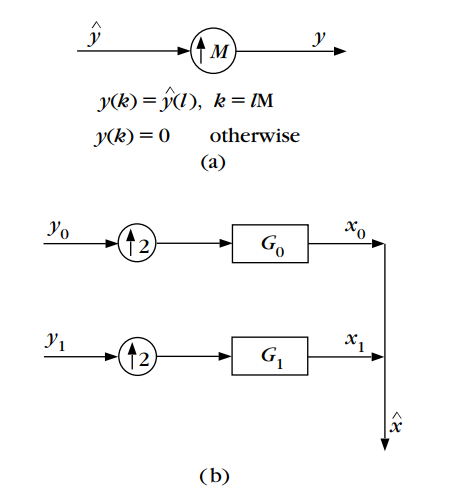 ŷ ↑ M y
y(k) = ŷ(l), k = lM
y(k) = 0 otherwise
(a)
y₀ ↑ 2 G₀ x₀
y₁ ↑ 2 G₁ x₁
x̂
(b)